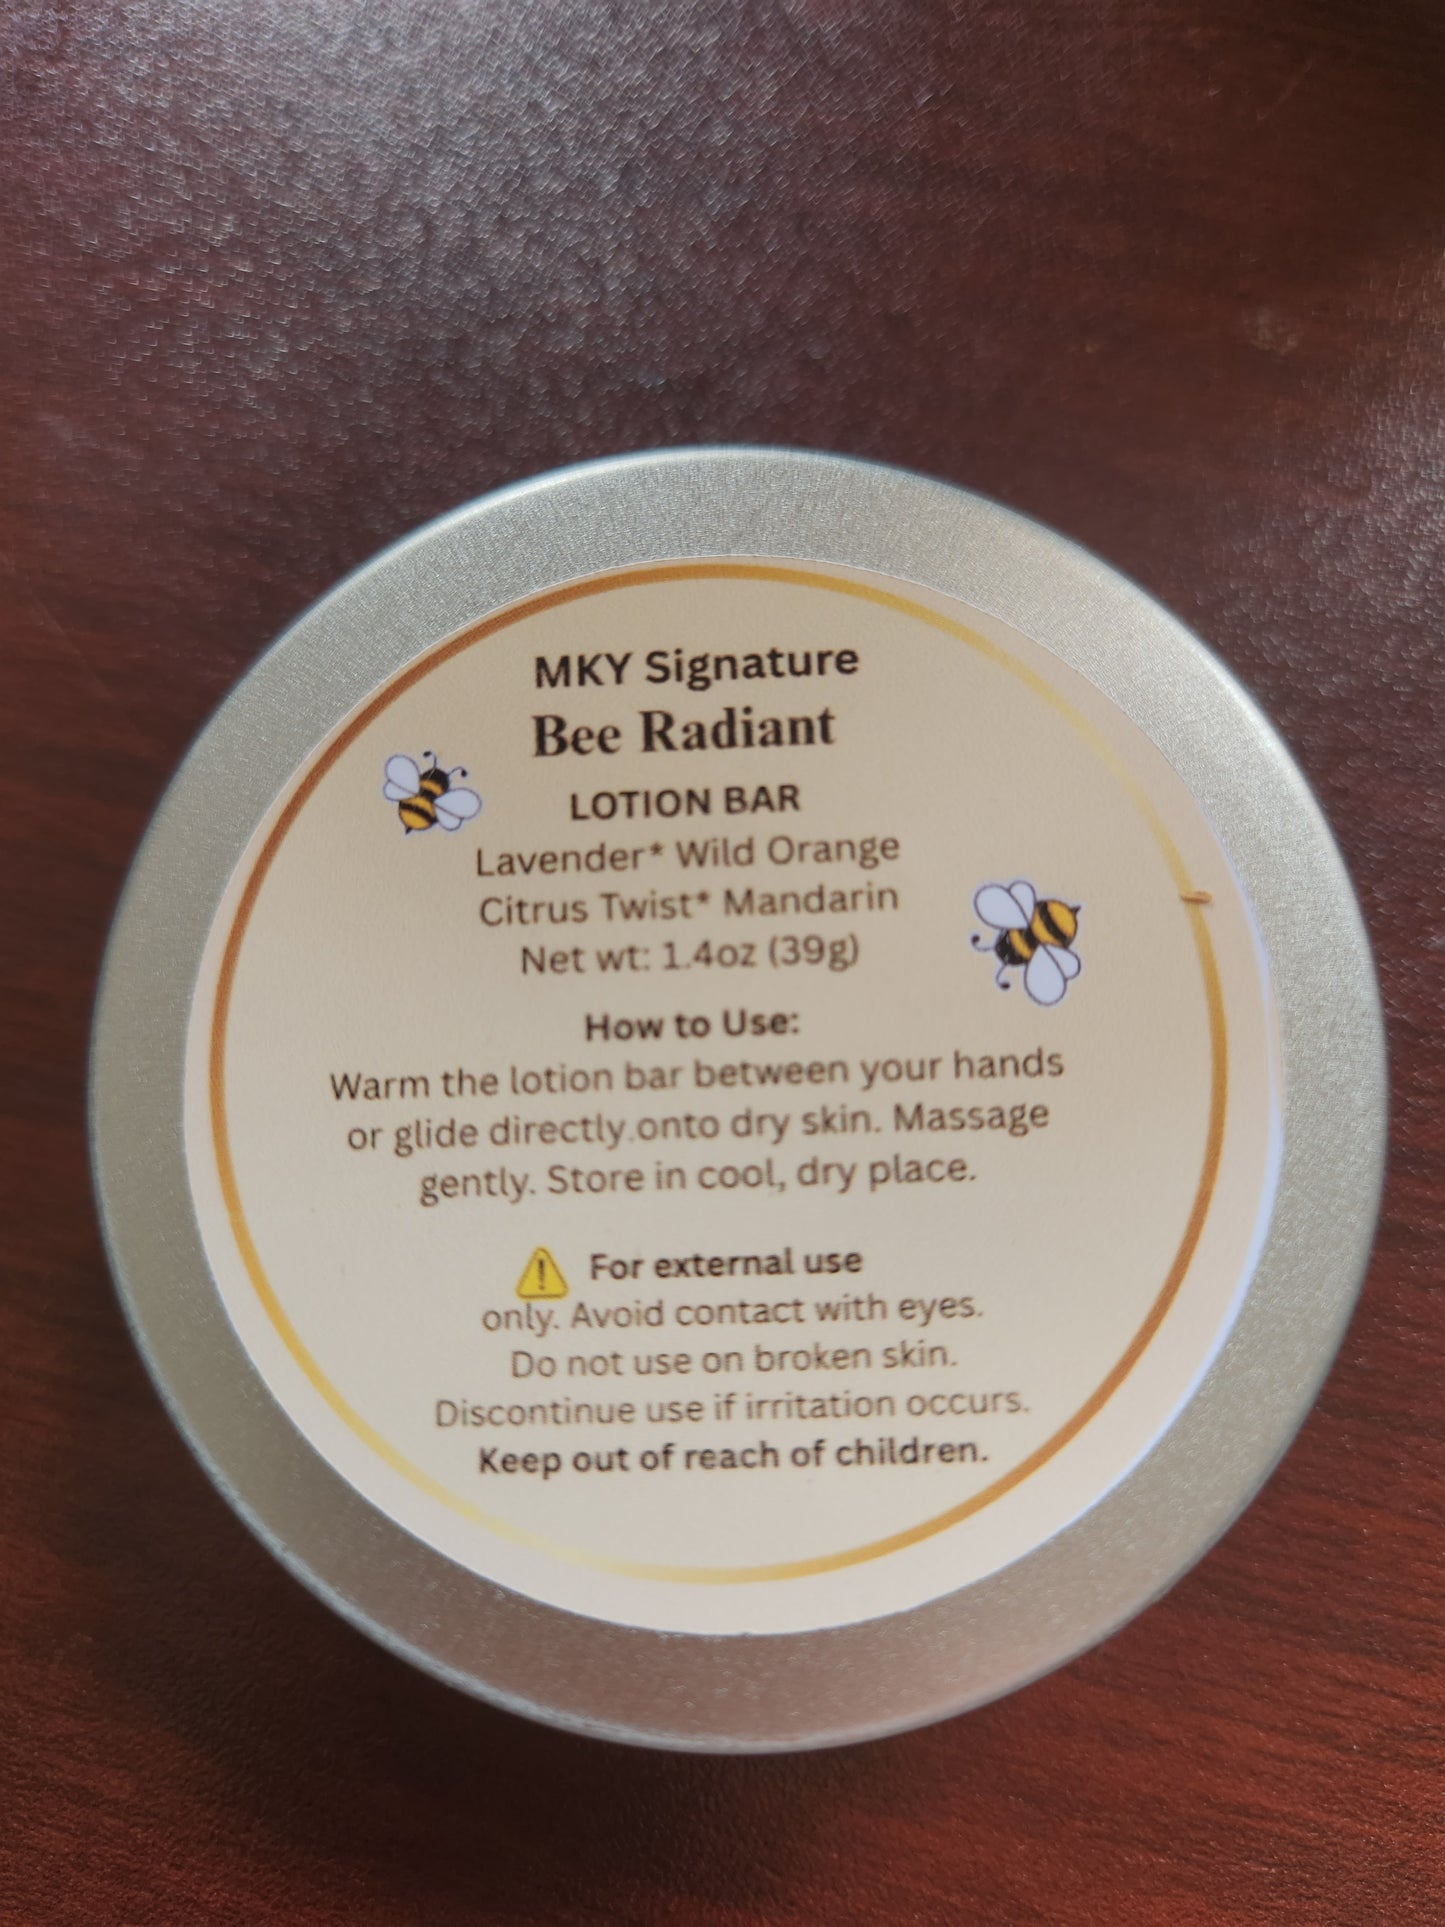 MKY Signature
Bee Radiant
LOTION BAR
Lavender* Wild Orange
Citrus Twist* Mandarin
Net wt: 1.4oz (39g)
How to Use:
Warm the lotion bar between your hands
or glide directly onto dry skin. Massage
gently. Store in cool, dry place.
⚠️ For external use
only. Avoid contact with eyes.
Do not use on broken skin.
Discontinue use if irritation occurs.
Keep out of reach of children.